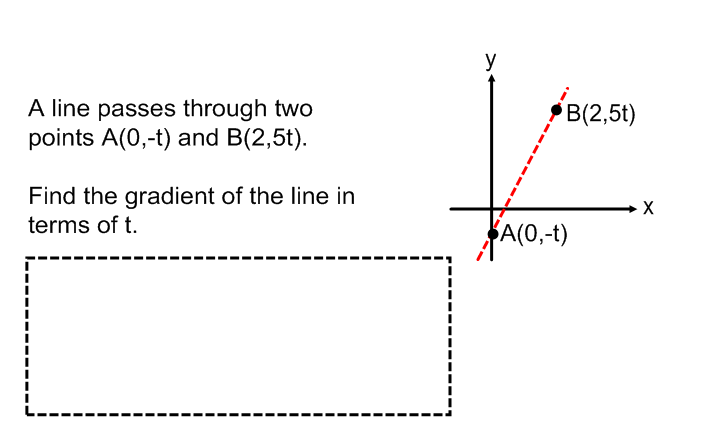 A line passes through two
points A(0,-t) and B(2,5t).
Find the gradient of the line in
terms of t.
y
B(2,5t)
x
A(0,-t)